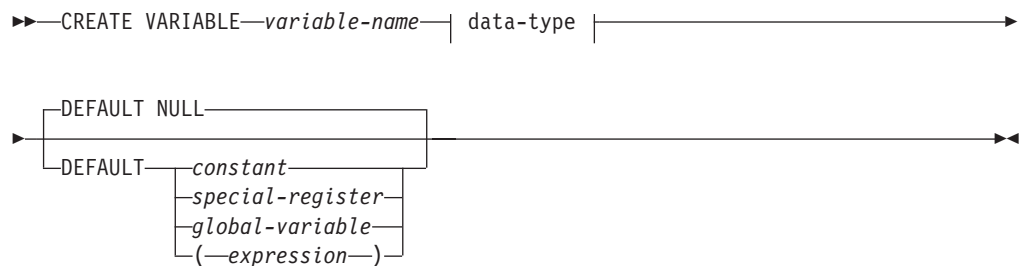 CREATE VARIABLE variable-name data-type
DEFAULT NULL
DEFAULT constant
special-register
global-variable
( expression )